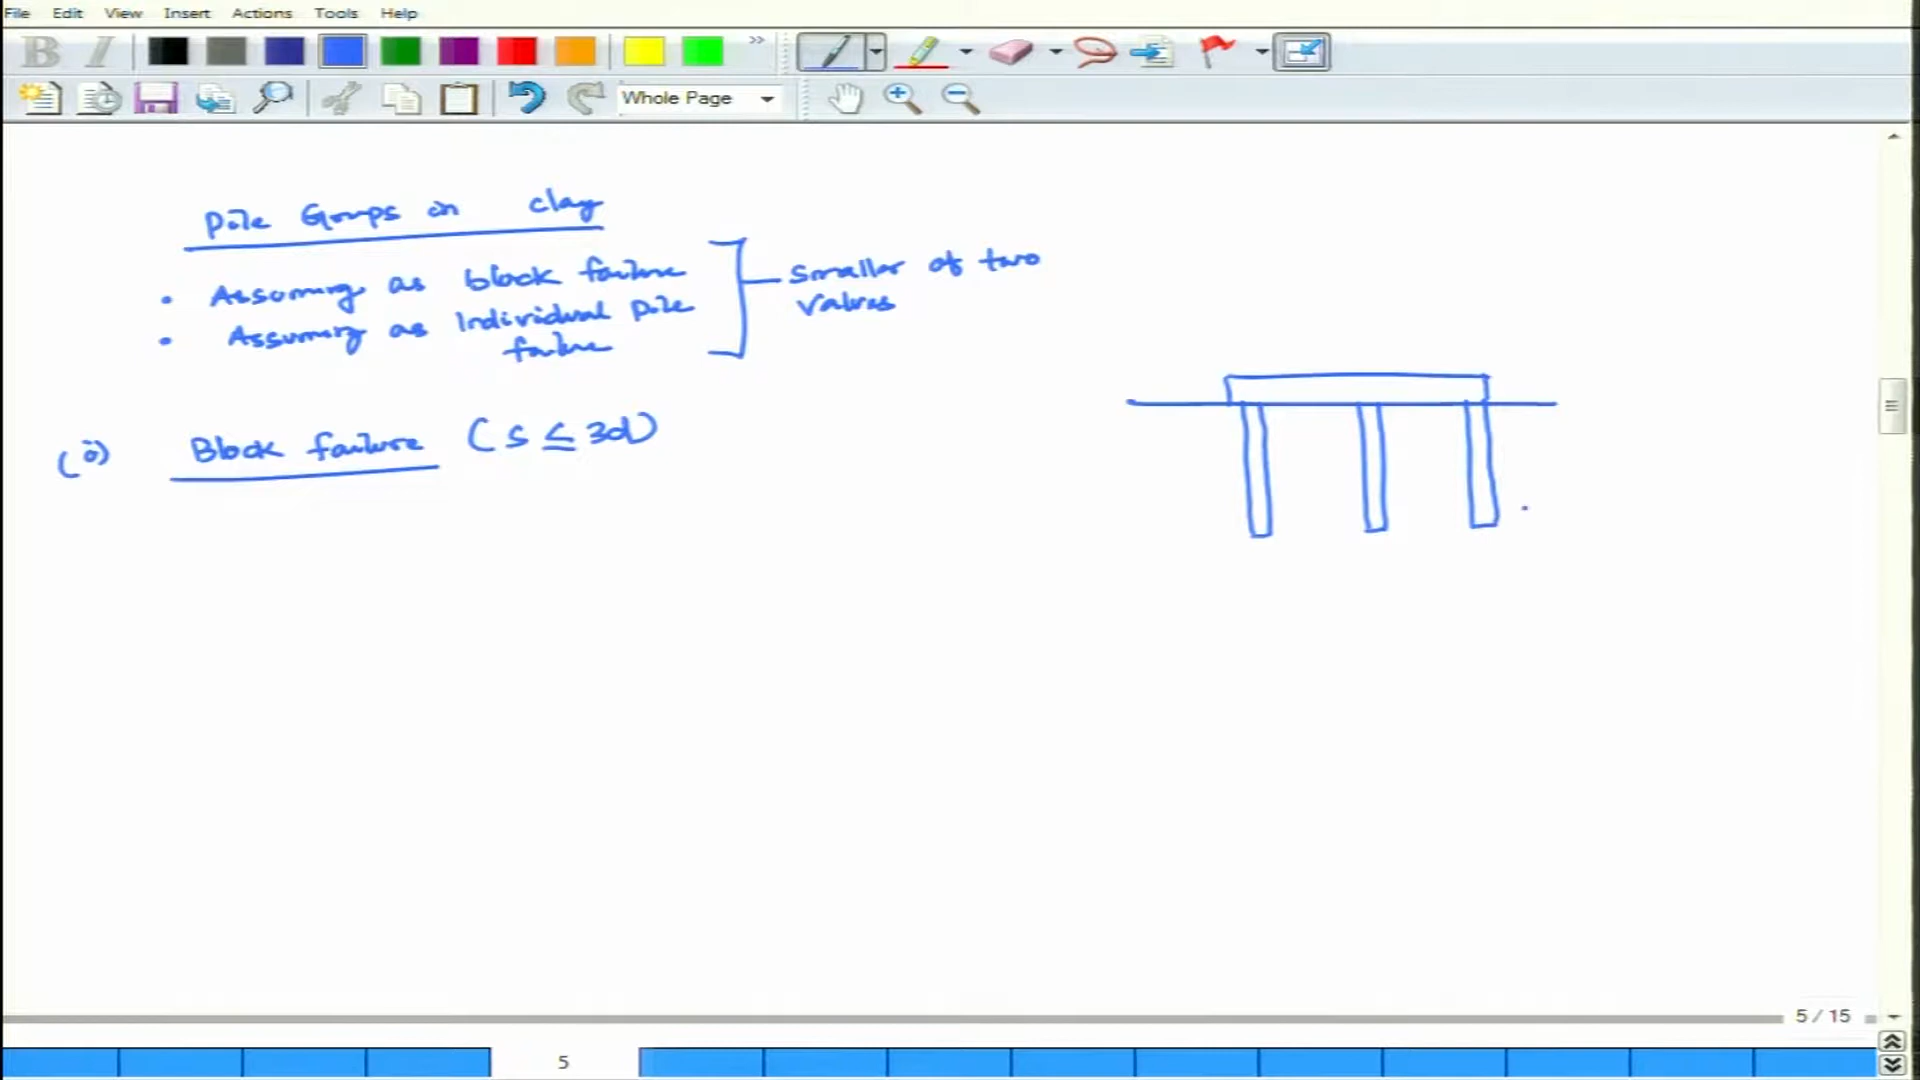 File Edit View Insert Actions Tools Help
B I
Whole Page
Pile Groups in clay
• Assuming as block failure
• Assuming as Individual pile
failure
Smaller of two
values
(i) Block failure (s ≤ 3d)
5 / 15
5